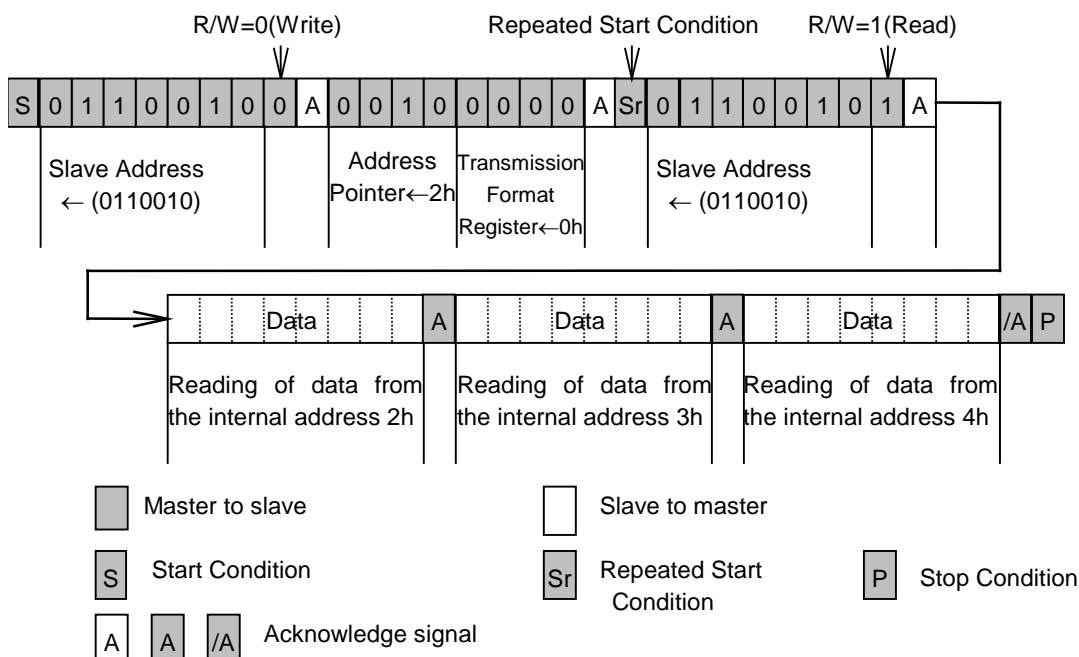 R/W=0(Write) Repeated Start Condition R/W=1(Read)
S 0 1 1 0 0 1 0 0 A 0 0 1 0 0 0 0 0 A Sr 0 1 1 0 0 1 0 1 A
Slave Address
← (0110010)
Address
Pointer←2h
Transmission
Format
Register←0h
Slave Address
← (0110010)
Data A Data A Data /A P
Reading of data from
the internal address 2h
Reading of data from
the internal address 3h
Reading of data from
the internal address 4h
Master to slave Slave to master
S Start Condition
Sr Repeated Start
Condition
P Stop Condition
A A /A Acknowledge signal